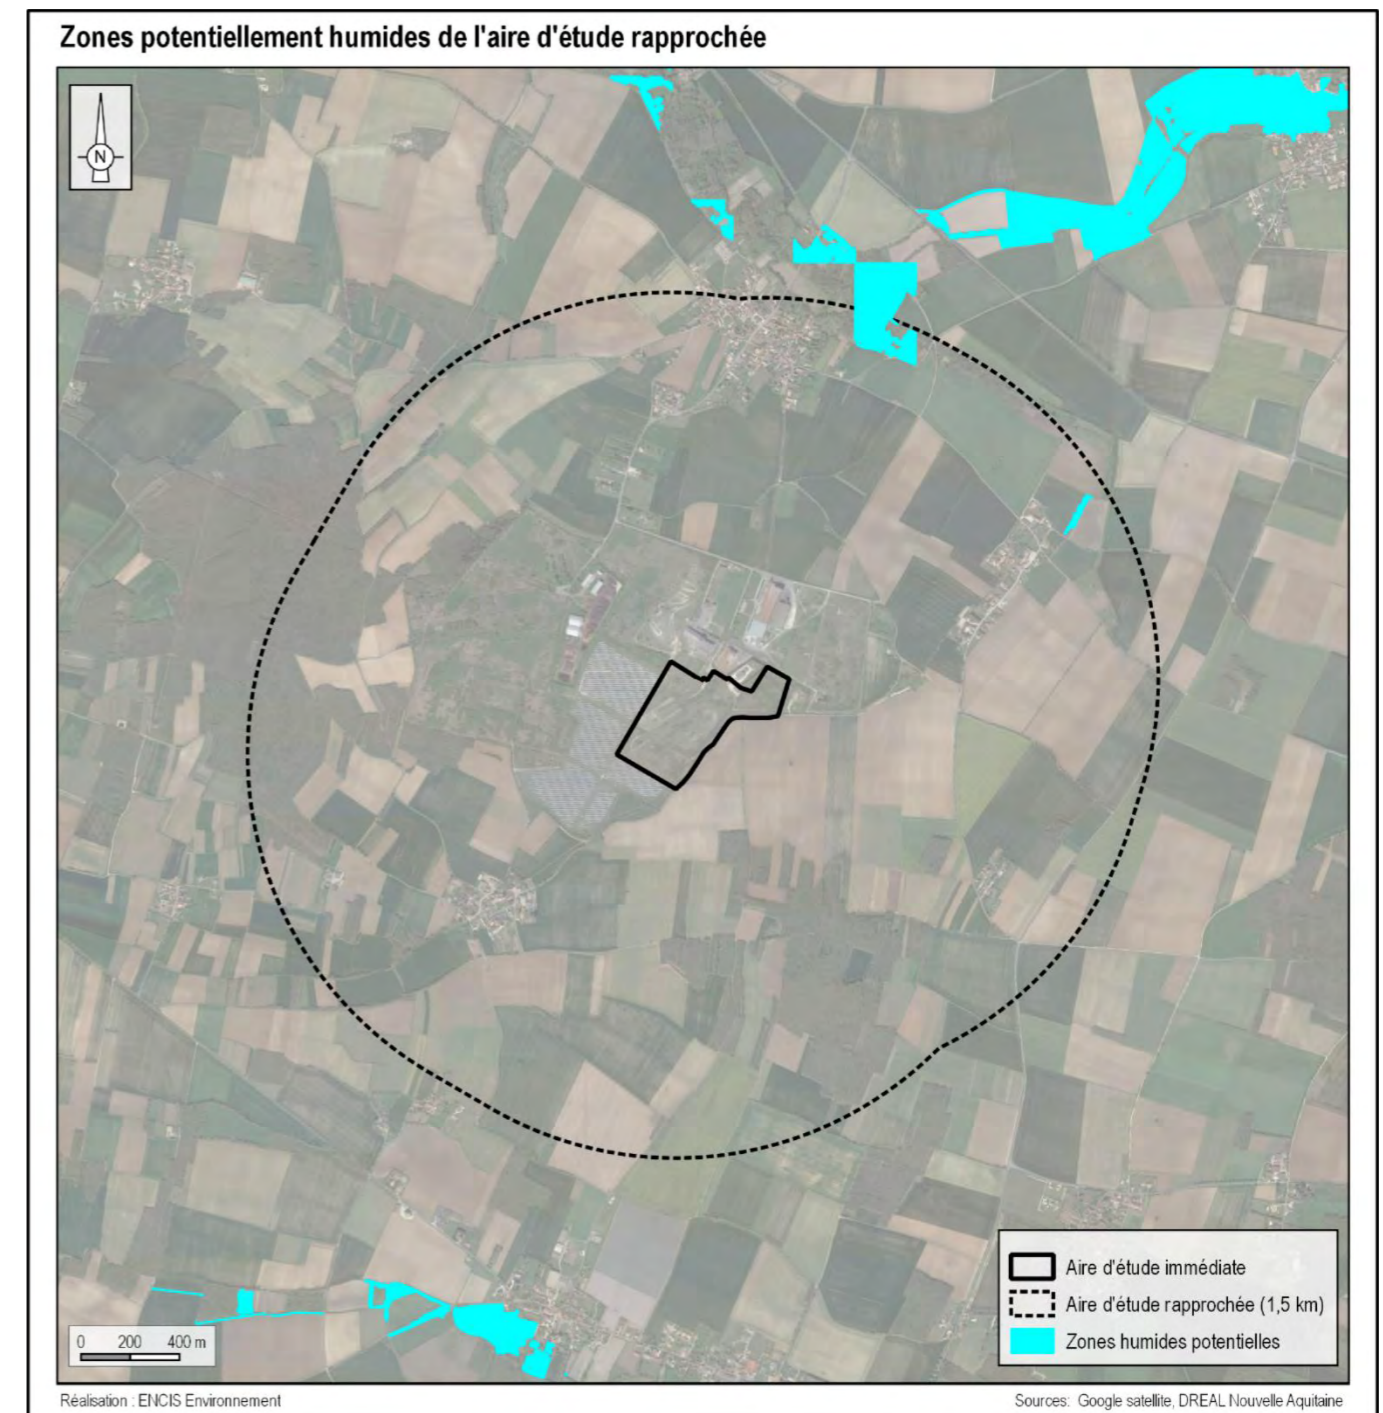 Zones potentiellement humides de l'aire d'étude rapprochée
N
Aire d'étude immédiate
Aire d'étude rapprochée (1,5 km)
Zones humides potentielles
0 200 400 m
Réalisation : ENCIS Environnement
Sources: Google satellite, DREAL Nouvelle Aquitaine